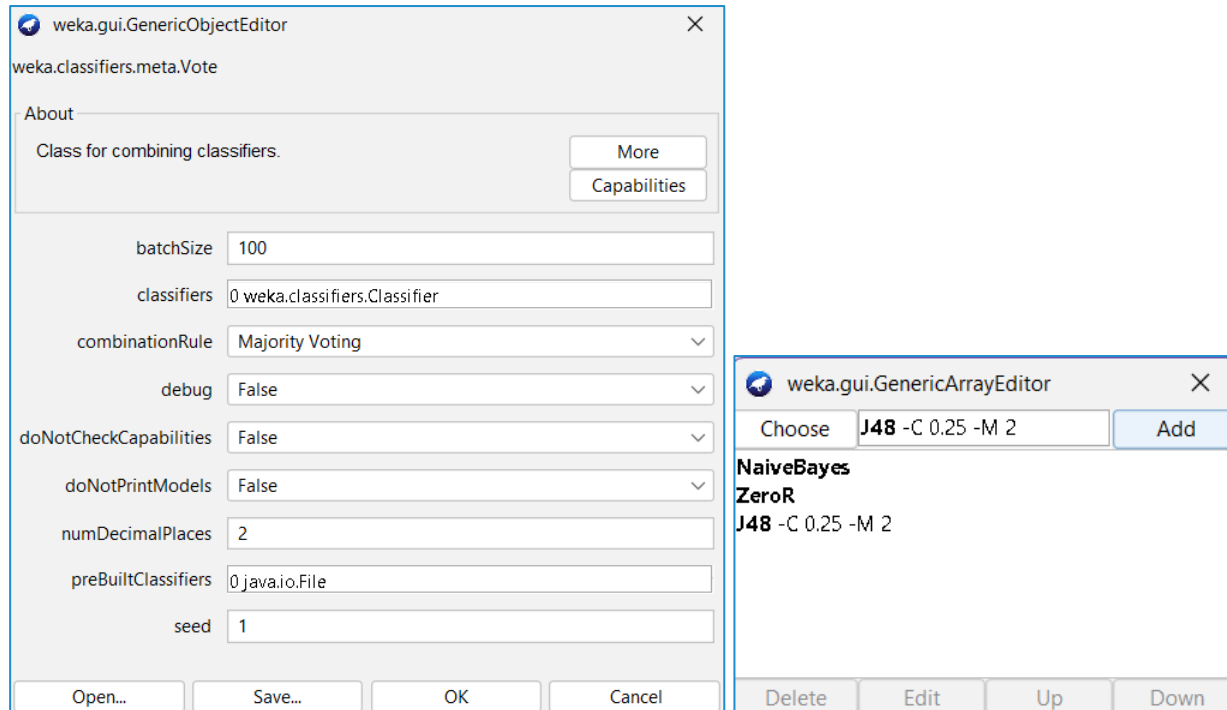 weka.gui.GenericObjectEditor
weka.classifiers.meta.Vote
About
Class for combining classifiers.
More
Capabilities
batchSize 100
classifiers 0 weka.classifiers.Classifier
combinationRule Majority Voting
debug False
doNotCheckCapabilities False
doNotPrintModels False
numDecimalPlaces 2
preBuiltClassifiers 0 java.io.File
seed 1
Open... Save... OK Cancel
weka.gui.GenericArrayEditor
Choose J48 -C 0.25 -M 2 Add
NaiveBayes
ZeroR
J48 -C 0.25 -M 2
Delete Edit Up Down